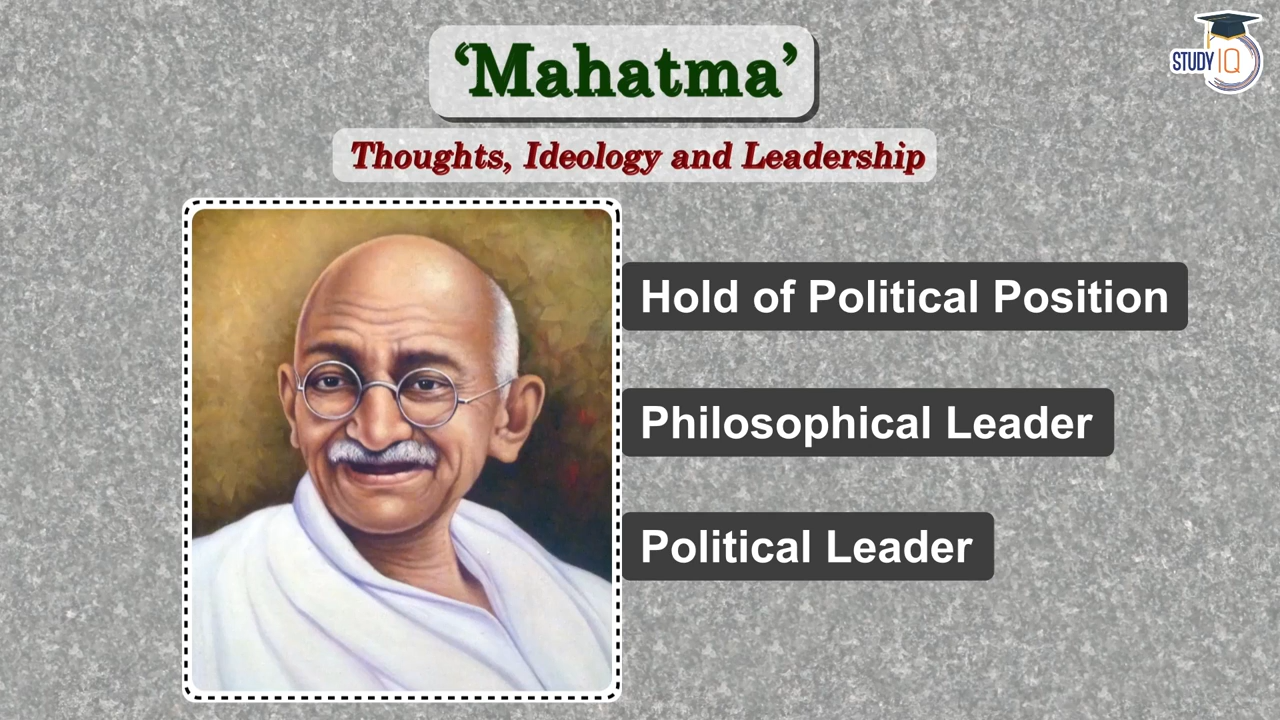 ‘Mahatma’
STUDY IQ
Thoughts, Ideology and Leadership
Hold of Political Position
Philosophical Leader
Political Leader